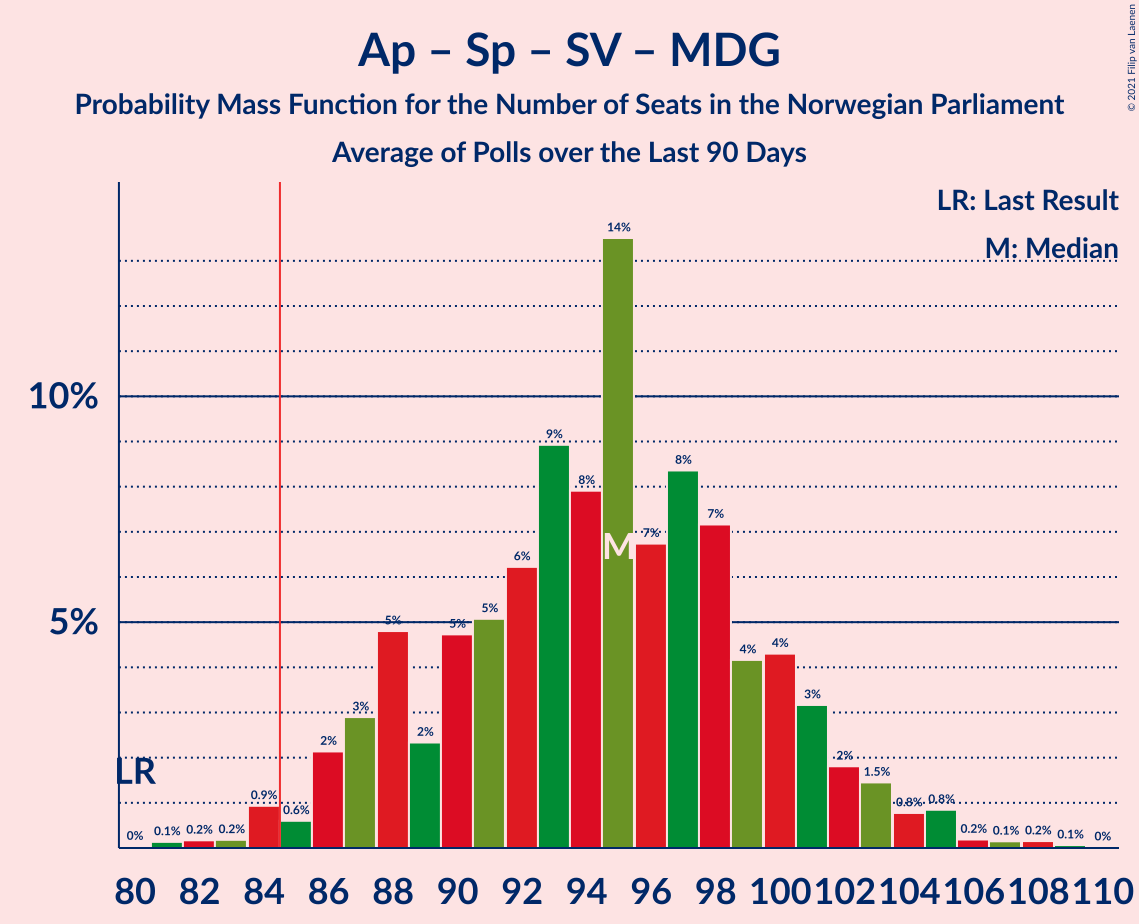 Ap – Sp – SV – MDG
Probability Mass Function for the Number of Seats in the Norwegian Parliament
Average of Polls over the Last 90 Days
© 2021 Filip van Laenen
LR: Last Result
M: Median
10%
5%
LR
M
0% 0.1% 0.2% 0.2% 0.9% 0.6% 2% 3% 5% 2% 5% 5% 6% 9% 8% 14% 7% 8% 7% 4% 4% 3% 2% 1.5% 0.8% 0.8% 0.2% 0.1% 0.2% 0.1% 0%
80 82 84 86 88 90 92 94 96 98 100 102 104 106 108 110